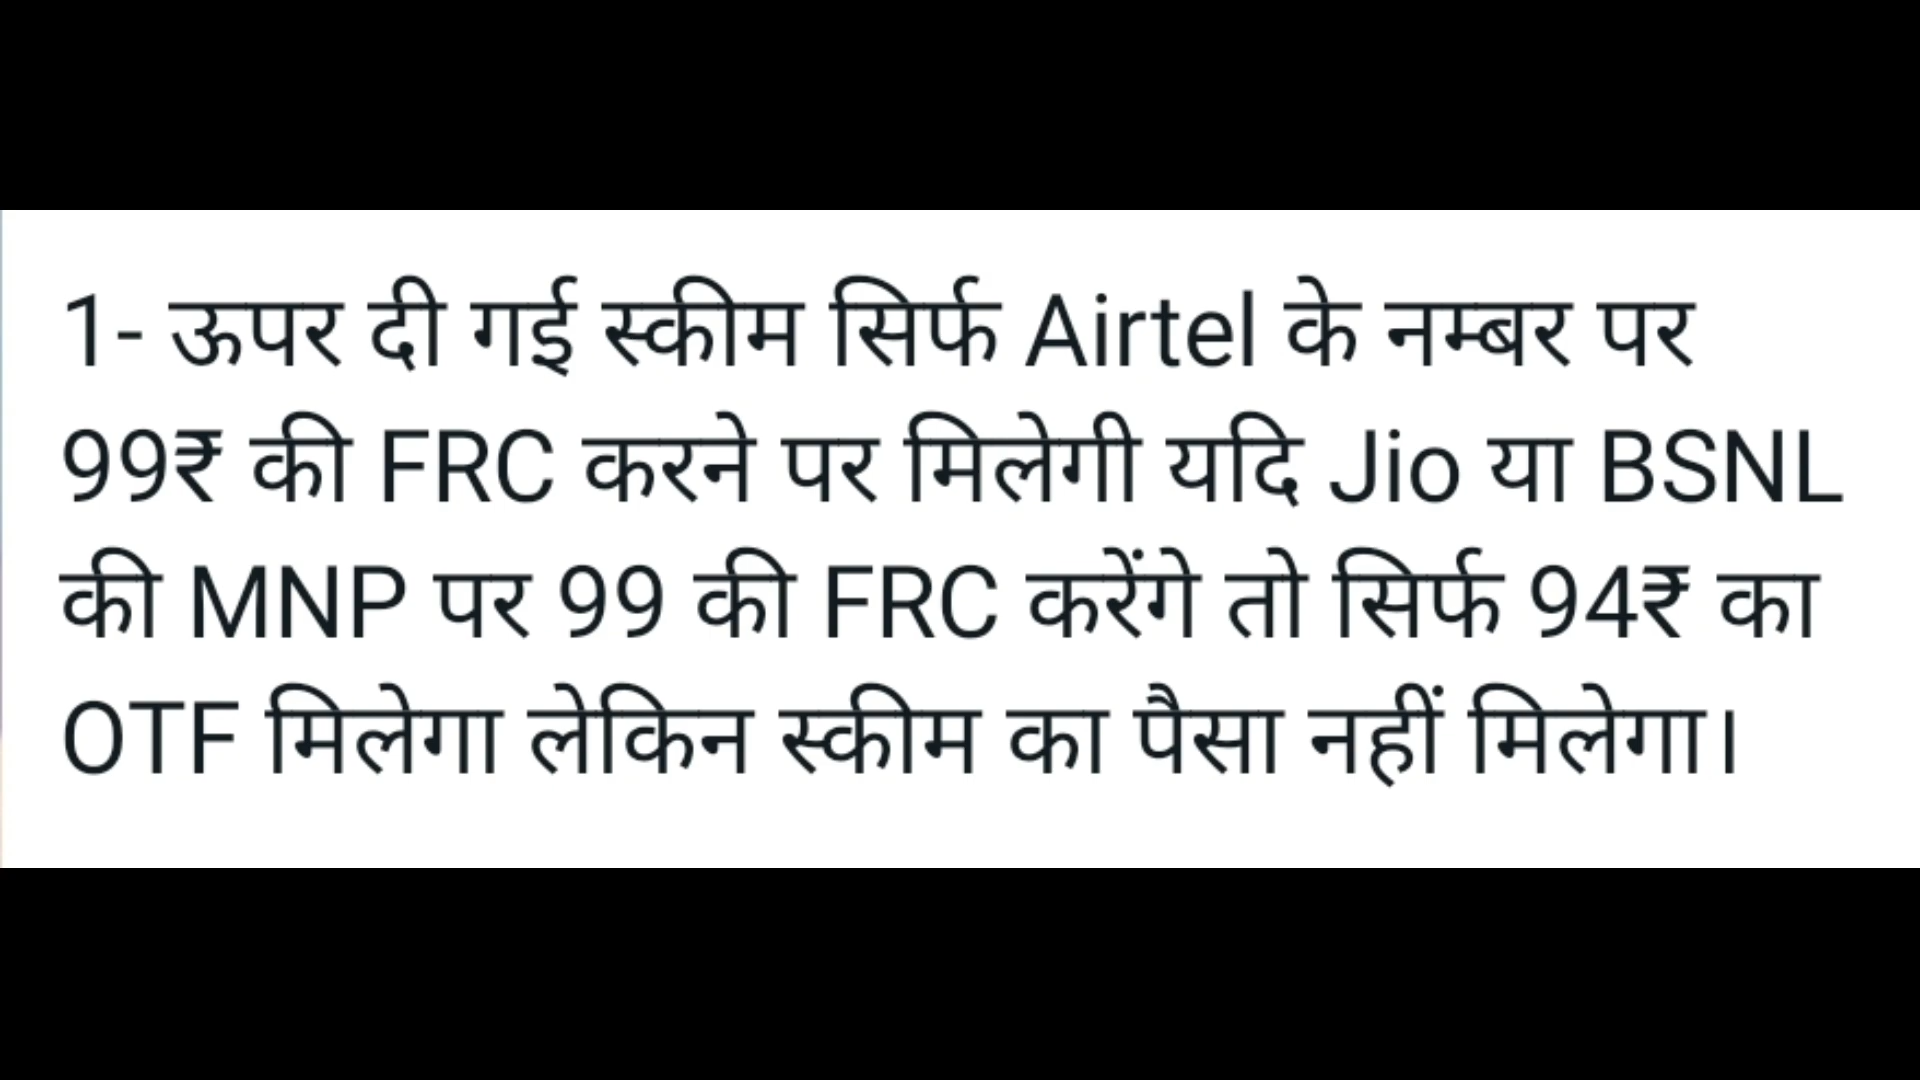 1- ऊपर दी गई स्कीम सिर्फ Airtel के नम्बर पर
99₹ की FRC करने पर मिलेगी यदि Jio या BSNL
की MNP पर 99 की FRC करेंगे तो सिर्फ 94₹ का
OTF मिलेगा लेकिन स्कीम का पैसा नहीं मिलेगा।